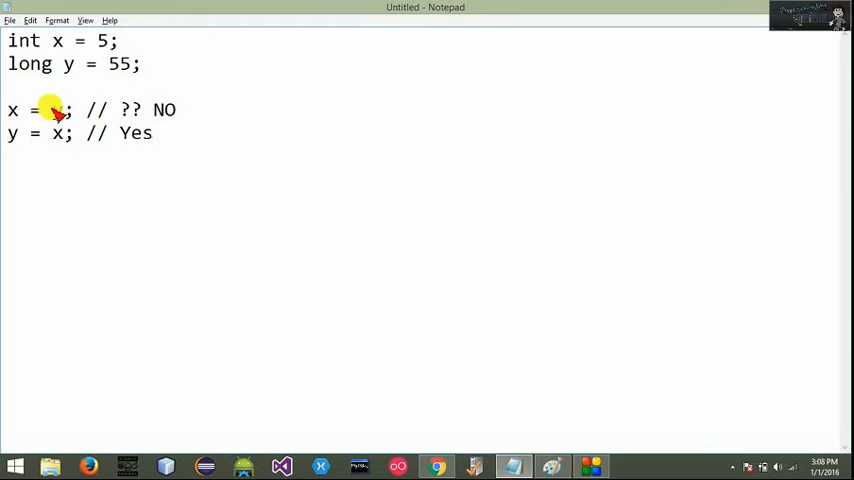 Untitled - Notepad
File Edit Format View Help
int x = 5;
long y = 55;
x = y; // ?? NO
y = x; // Yes
3:08 PM
1/1/2016